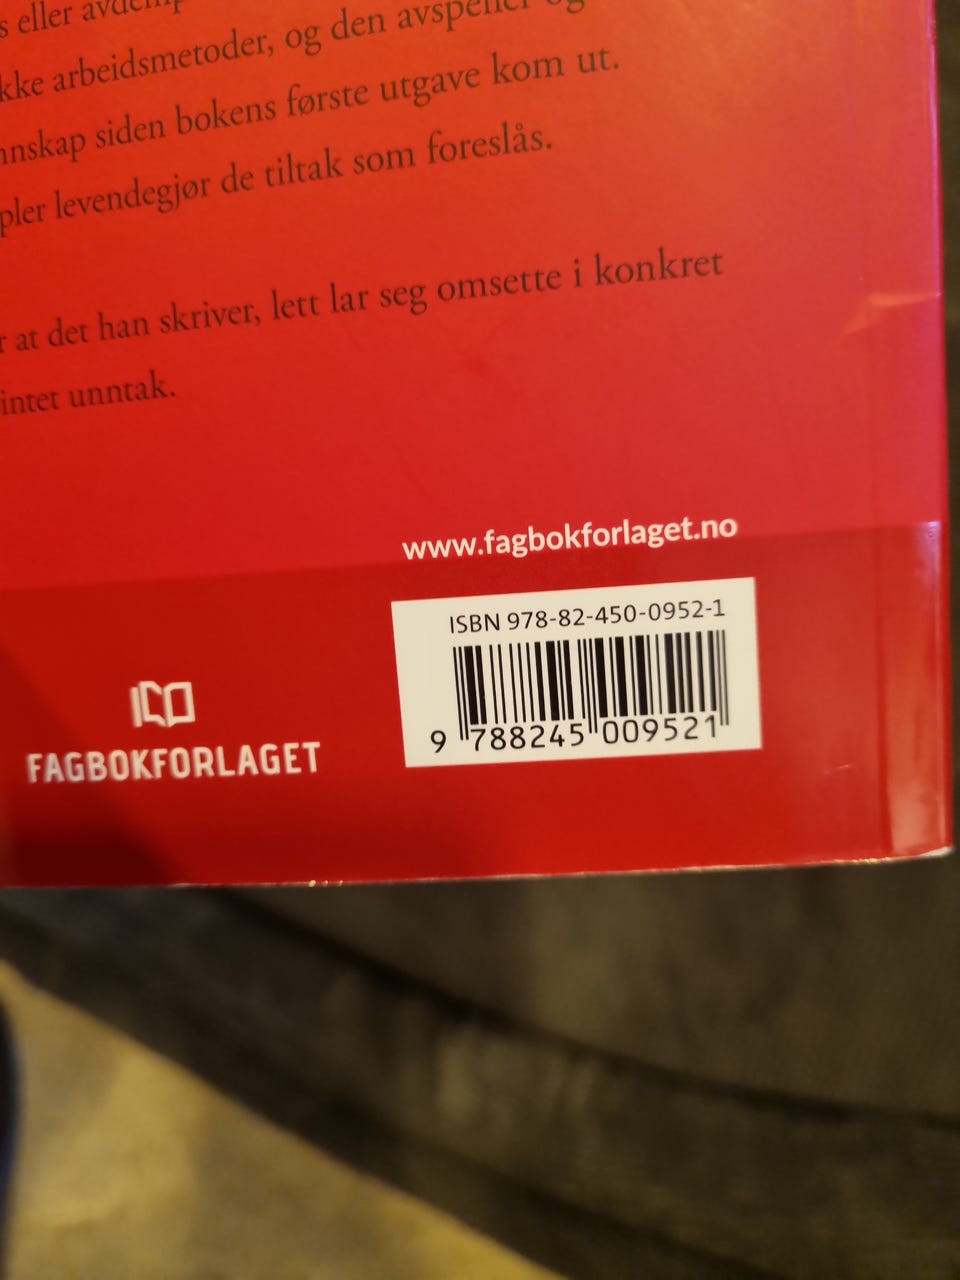 eller
kke arbeidsmetoder, og den avspeiler og
nnskap siden bokens første utgave kom ut.
pler levendegjør de tiltak som foreslås.
r at det han skriver, lett lar seg omsette i konkret
intet unntak.
www.fagbokforlaget.no
ISBN 978-82-450-0952-1
9 788245 009521
FAGBOKFORLAGET